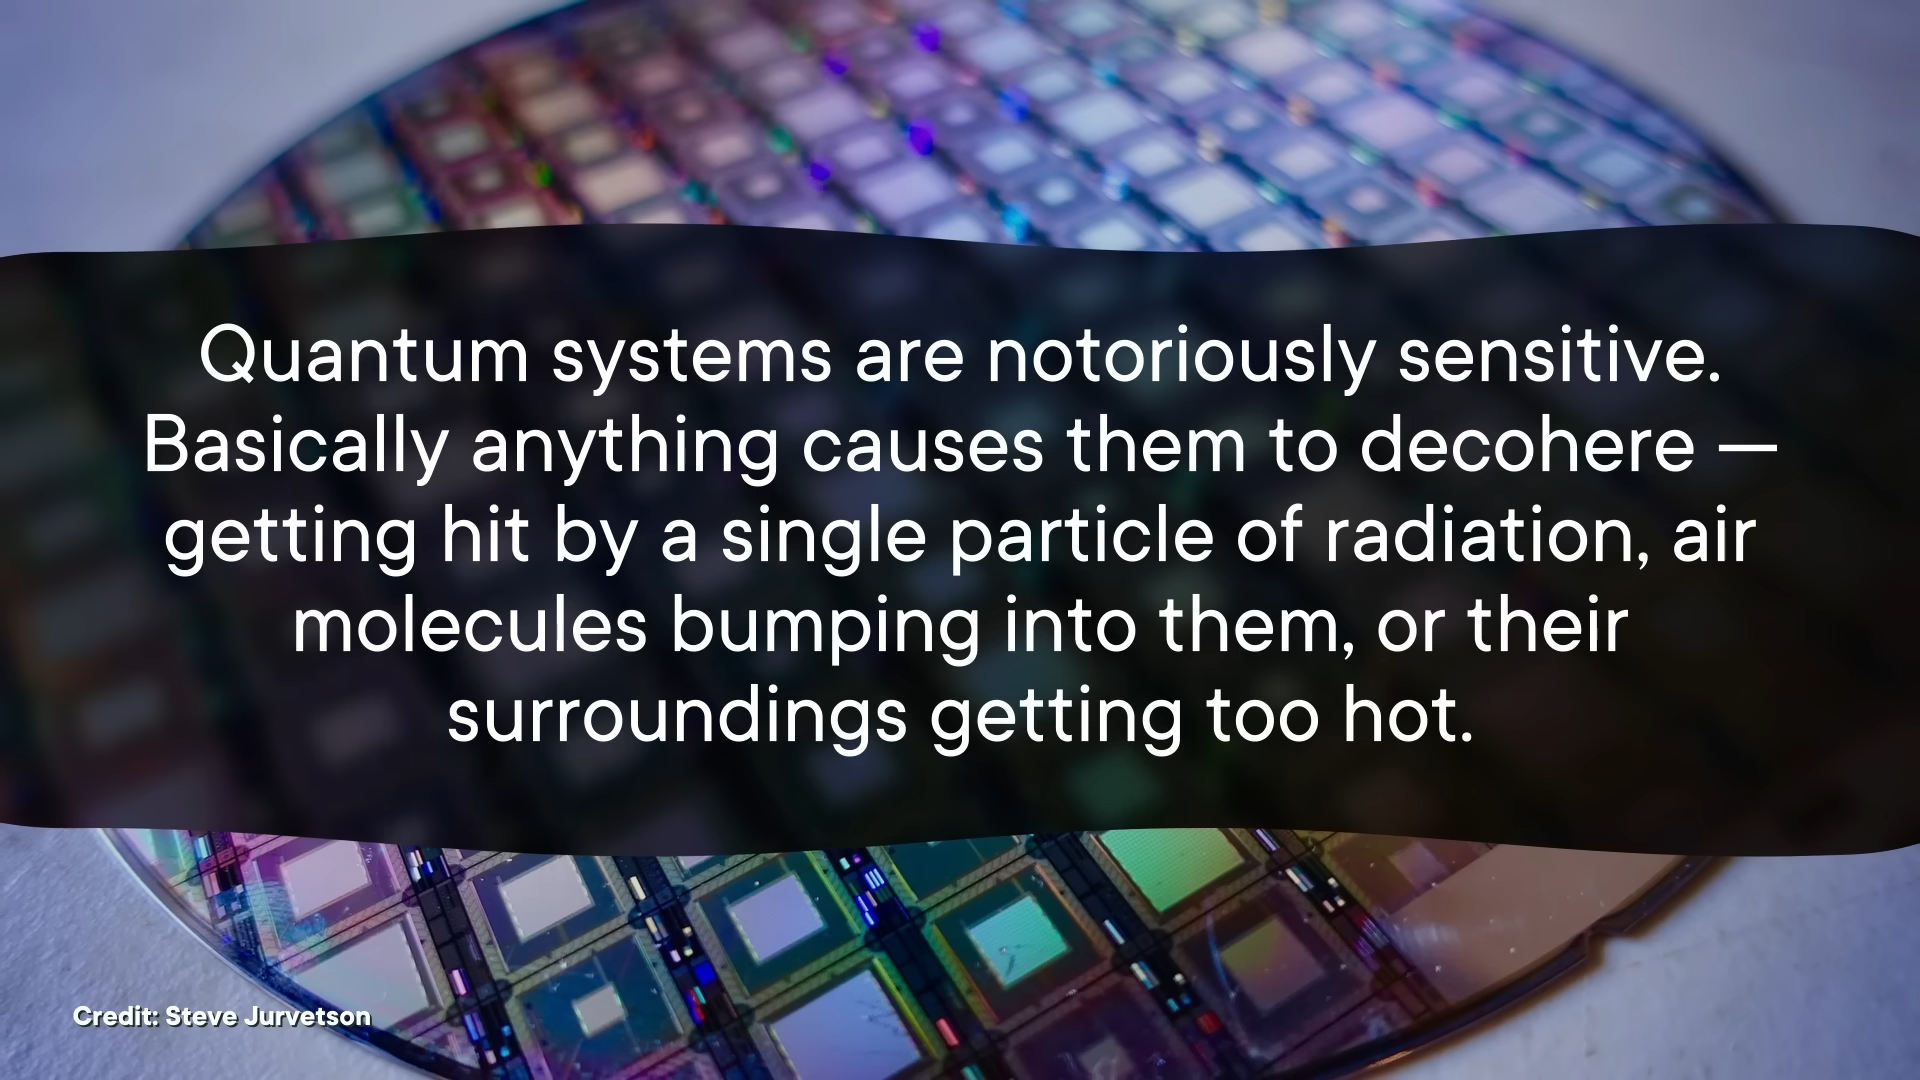 Quantum systems are notoriously sensitive.
Basically anything causes them to decohere —
getting hit by a single particle of radiation, air
molecules bumping into them, or their
surroundings getting too hot.
Credit: Steve Jurvetson